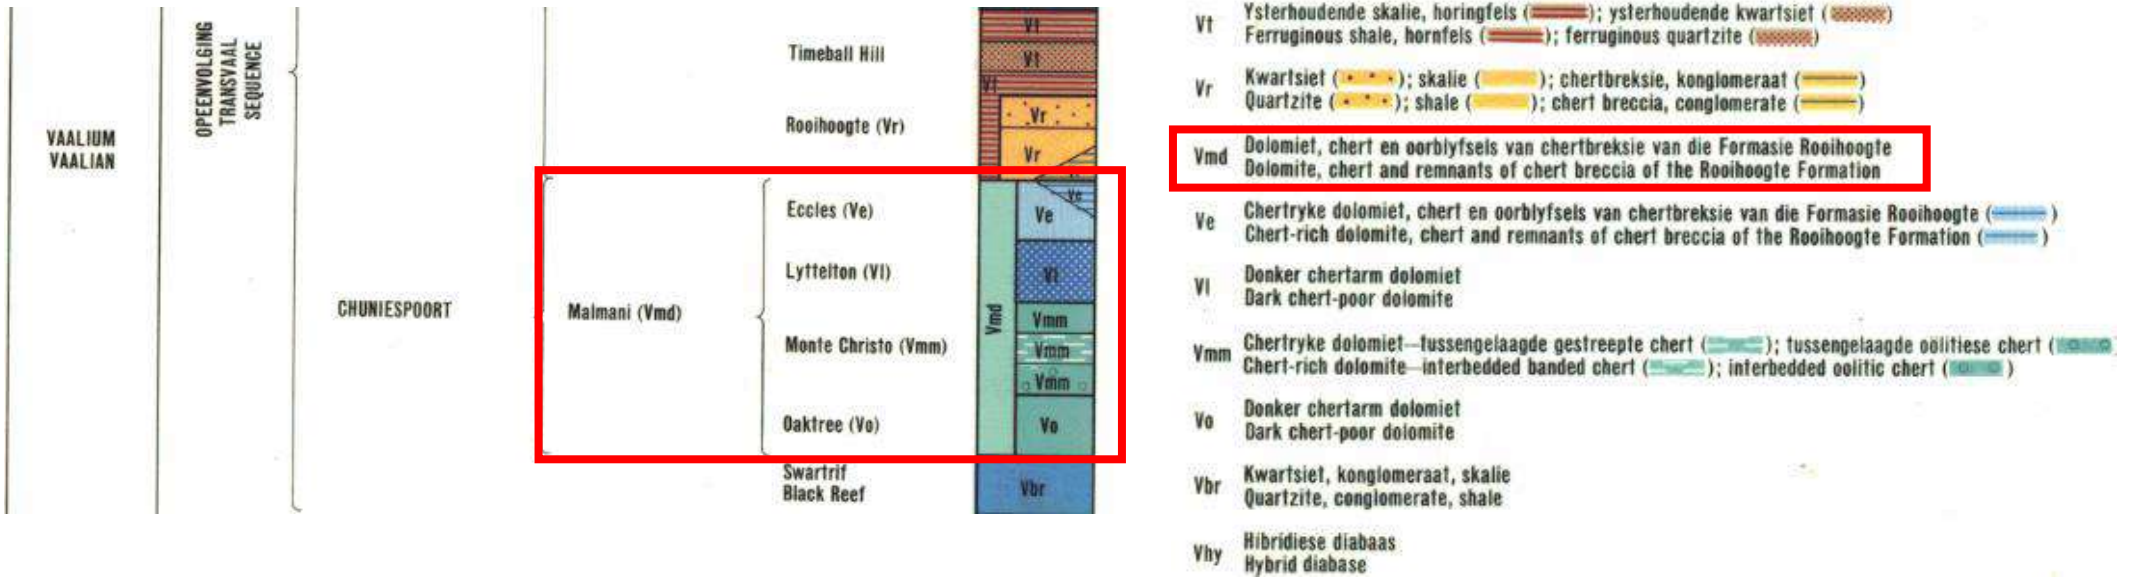 VAALIUM
VAALIAN
OPEENVOLGING
TRANSVAAL
SEQUENCE
CHUNIESPOORT
Malmani (Vmd)
Timeball Hill
Rooihoogte (Vr)
Eccles (Ve)
Lyttelton (Vl)
Monte Christo (Vmm)
Oaktree (Vo)
Swartrif
Black Reef
Vt
Vt
Vt
Vr
Vr
Ve
Ve
Vl
Vmd
Vmm
Vmm
Vmm
Vo
Vbr
Vt
Ysterhoudende skalie, horingfels ( ); ysterhoudende kwartsiet ( )
Ferruginous shale, hornfels ( ); ferruginous quartzite ( )
Vr
Kwartsiet ( ); skalie ( ); chertbreksie, konglomeraat ( )
Quartzite ( ); shale ( ); chert breccia, conglomerate ( )
Vmd
Dolomiet, chert en oorblyfsels van chertbreksie van die Formasie Rooihoogte
Dolomite, chert and remnants of chert breccia of the Rooihoogte Formation
Ve
Chertryke dolomiet, chert en oorblyfsels van chertbreksie van die Formasie Rooihoogte ( )
Chert-rich dolomite, chert and remnants of chert breccia of the Rooihoogte Formation ( )
Vl
Donker chertarm dolomiet
Dark chert-poor dolomite
Vmm
Chertryke dolomiet—tussengelaagde gestreepte chert ( ); tussengelaagde oölitiese chert ( )
Chert-rich dolomite—interbedded banded chert ( ); interbedded oolitic chert ( )
Vo
Donker chertarm dolomiet
Dark chert-poor dolomite
Vbr
Kwartsiet, konglomeraat, skalie
Quartzite, conglomerate, shale
Vhy
Hibridiese diabaas
Hybrid diabase